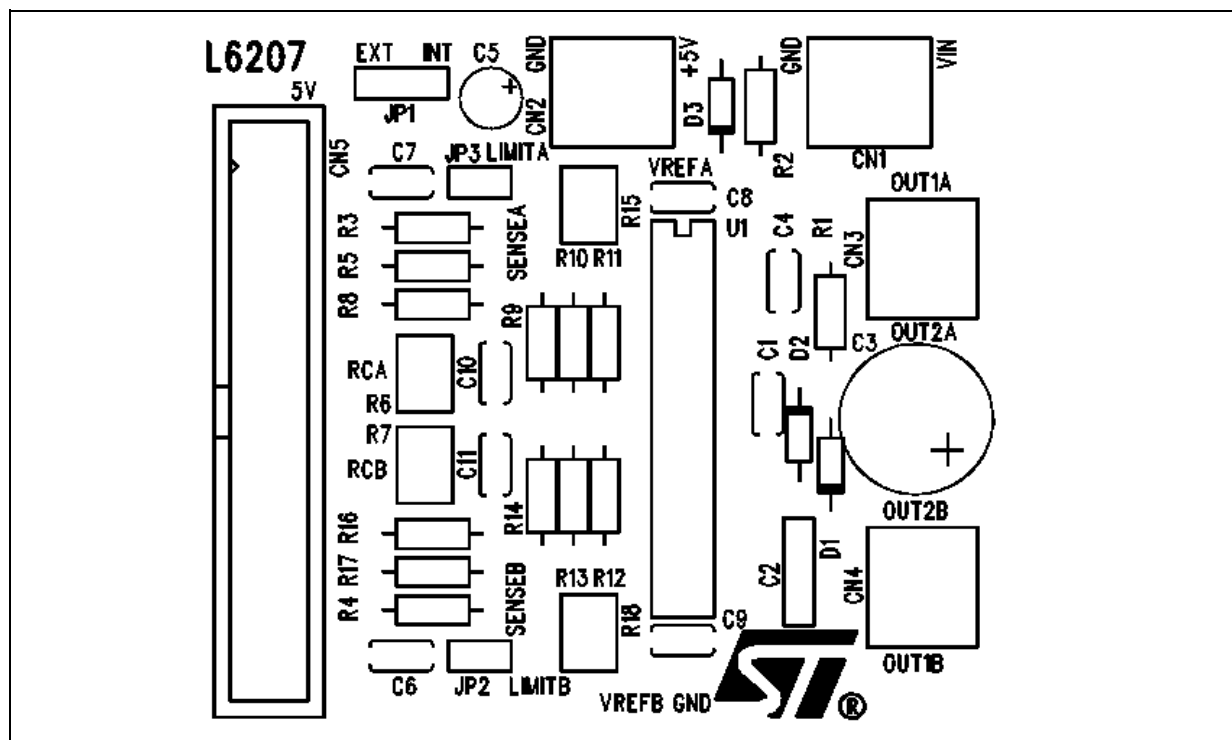 L6207
5V
EXT INT
JP1
C5
GND
CN2
+5V
D3
R2
GND
VIN
CN1
CN5
C7
JP3 LIMITA
R15
VREFA
C8
U1
C4
R1
OUT1A
CN3
OUT2A
R3
R5
R8
SENSEA
R10 R11
R9
RCA
R6
C10
C1
D2
C3
R7
RCB
C11
R14
OUT2B
R16
R17
R4
SENSEB
R13 R12
R18
C9
C2
D1
CN4
OUT1B
C6
JP2 LIMITB
VREFB GND
ST
®